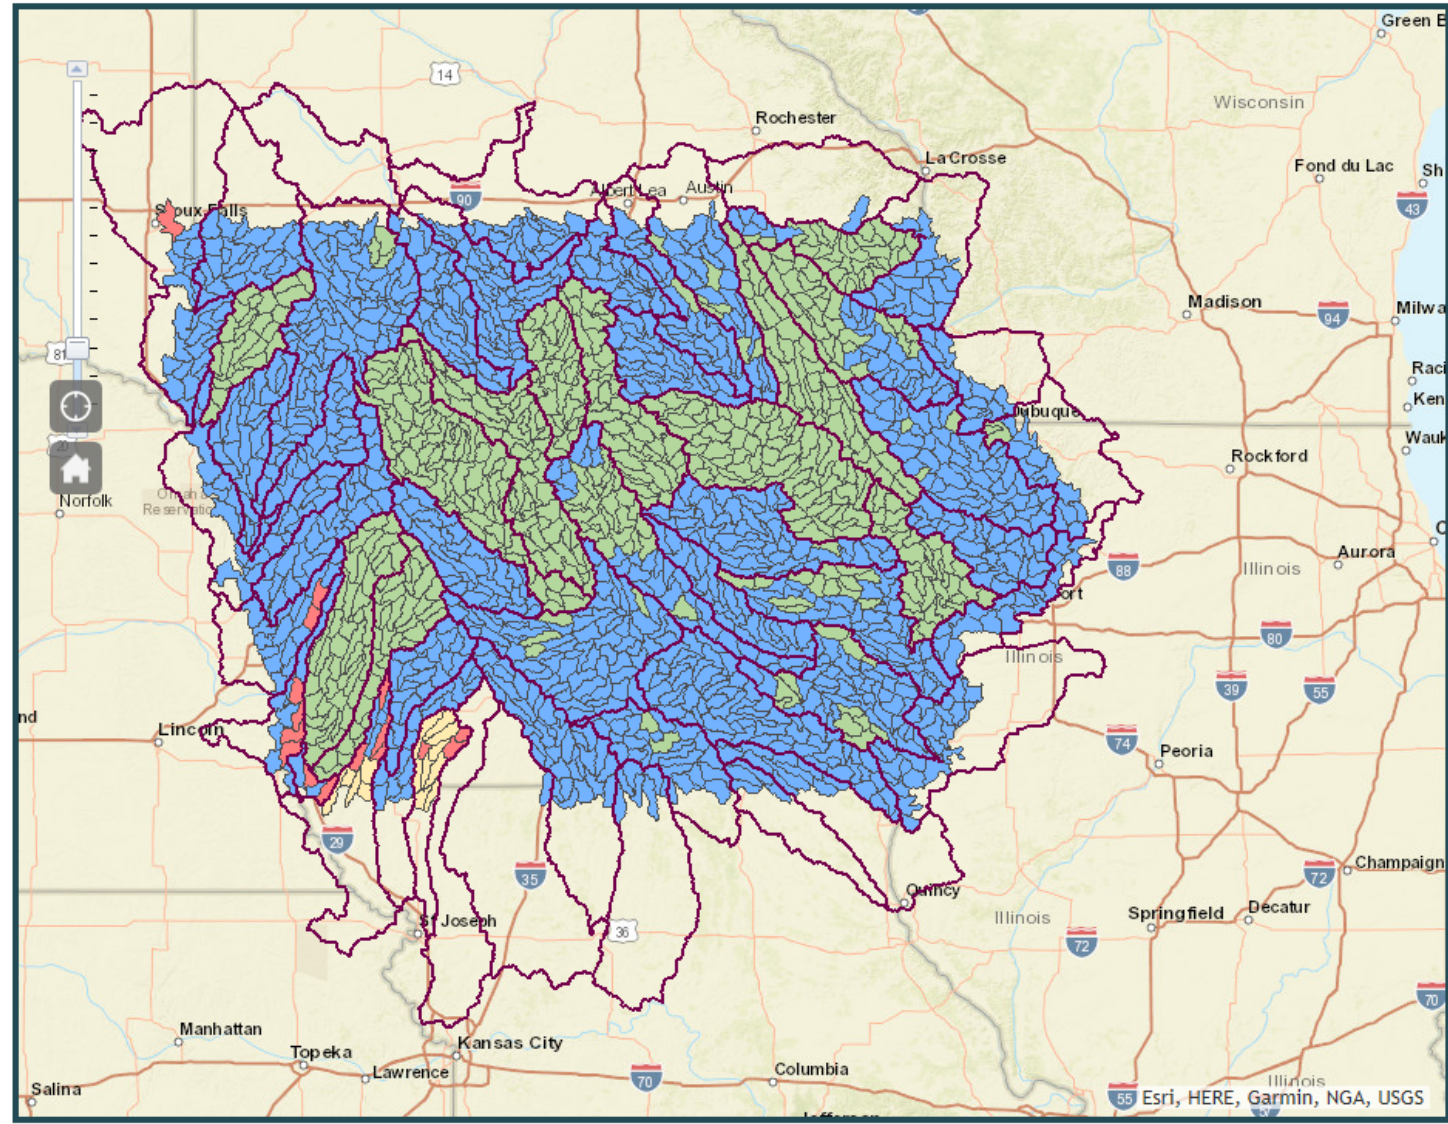 Green B
14
Wisconsin
Rochester
La Crosse
Fond du Lac
Sh
Albert Lea
Austin
90
43
Sioux Falls
Madison
94
Milwa
81
Raci
Ken
Dubuque
Wauk
20
Rockford
Norfolk
Omaha
Reservatio
C
Aurora
88
Illinois
ort
80
Illinois
39
55
nd
Lincoln
74
Peoria
29
35
72
Champaign
Quincy
St Joseph
Illinois
Springfield
Decatur
36
72
70
Manhattan
Kansas City
Topeka
Lawrence
Columbia
70
Salina
Illinois
55
Esri, HERE, Garmin, NGA, USGS